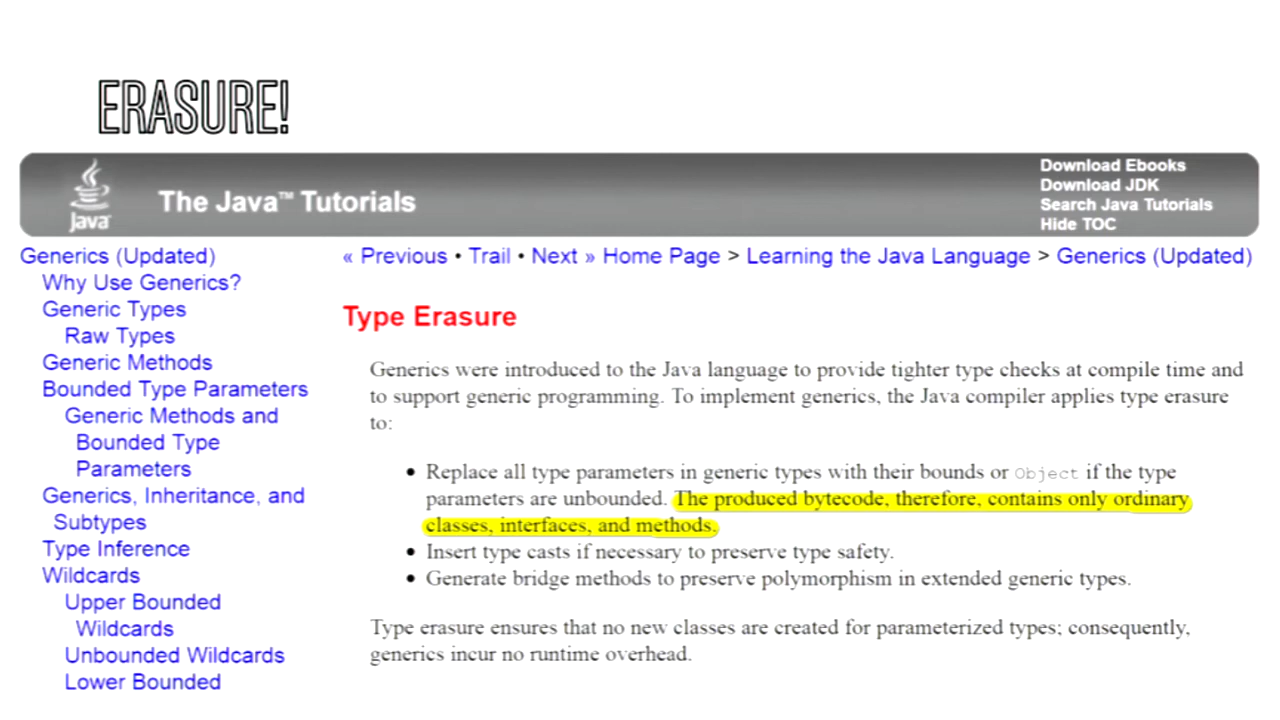 ERASURE!
Java
The Java™ Tutorials
Download Ebooks
Download JDK
Search Java Tutorials
Hide TOC
Generics (Updated)
Why Use Generics?
Generic Types
Raw Types
Generic Methods
Bounded Type Parameters
Generic Methods and
Bounded Type
Parameters
Generics, Inheritance, and
Subtypes
Type Inference
Wildcards
Upper Bounded
Wildcards
Unbounded Wildcards
Lower Bounded
« Previous • Trail • Next » Home Page > Learning the Java Language > Generics (Updated)
Type Erasure
Generics were introduced to the Java language to provide tighter type checks at compile time and
to support generic programming. To implement generics, the Java compiler applies type erasure
to:
• Replace all type parameters in generic types with their bounds or Object if the type
parameters are unbounded. The produced bytecode, therefore, contains only ordinary
classes, interfaces, and methods.
• Insert type casts if necessary to preserve type safety.
• Generate bridge methods to preserve polymorphism in extended generic types.
Type erasure ensures that no new classes are created for parameterized types; consequently,
generics incur no runtime overhead.